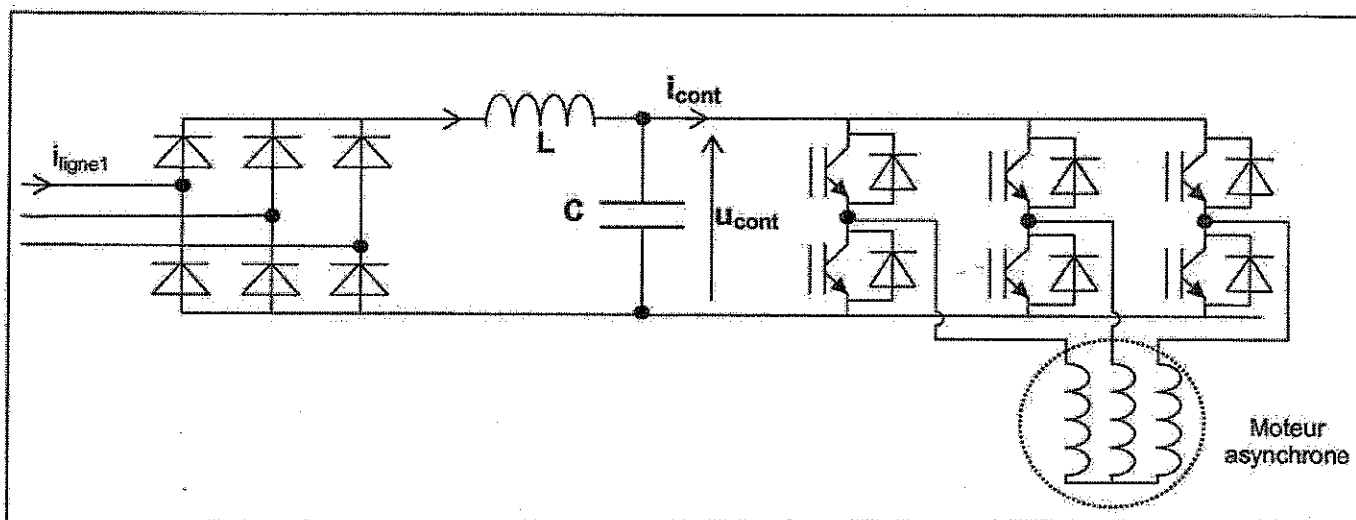 i_cont
L
i_ligne1
C
u_cont
Moteur
asynchrone